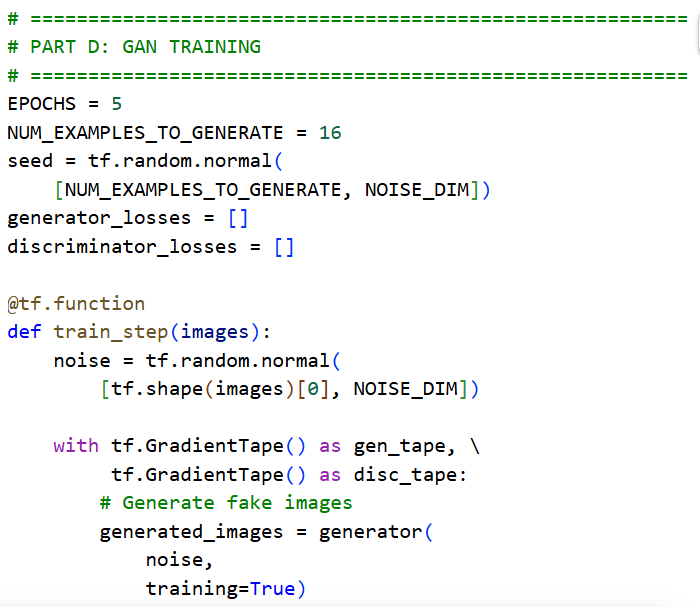 # =========================================================
# PART D: GAN TRAINING
# =========================================================
EPOCHS = 5
NUM_EXAMPLES_TO_GENERATE = 16
seed = tf.random.normal(
    [NUM_EXAMPLES_TO_GENERATE, NOISE_DIM])
generator_losses = []
discriminator_losses = []

@tf.function
def train_step(images):
    noise = tf.random.normal(
        [tf.shape(images)[0], NOISE_DIM])

    with tf.GradientTape() as gen_tape, \
         tf.GradientTape() as disc_tape:
        # Generate fake images
        generated_images = generator(
            noise,
            training=True)